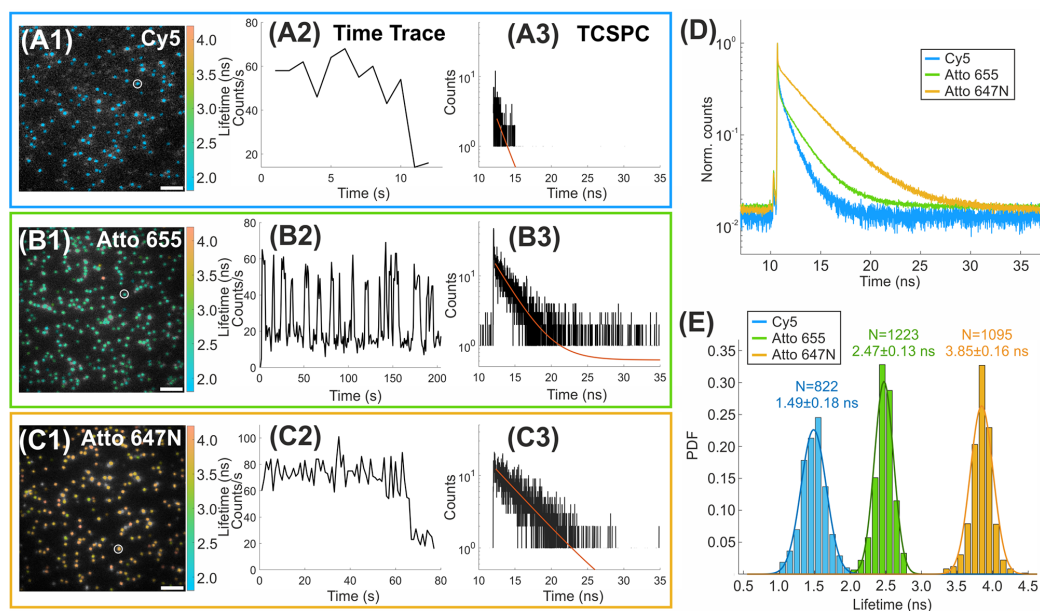 (A1) Cy5
4.0
3.5
3.0
2.5
2.0
Lifetime (ns)
(A2) Time Trace
Counts/s
80
60
40
20
0 5 10
Time (s)
(A3) TCSPC
Counts
10¹
10⁰
10 15 20 25 30 35
Time (ns)
(B1) Atto 655
4.0
3.5
3.0
2.5
2.0
Lifetime (ns)
(B2)
Counts/s
80
60
40
20
0
0 50 100 150 200
Time (s)
(B3)
Counts
10¹
10⁰
10 15 20 25 30 35
Time (ns)
(C1) Atto 647N
4.0
3.5
3.0
2.5
2.0
Lifetime (ns)
(C2)
Counts/s
100
80
60
40
20
0
0 20 40 60 80
Time (s)
(C3)
Counts
10¹
10⁰
10 15 20 25 30 35
Time (ns)
(D)
Cy5
Atto 655
Atto 647N
Norm. counts
10⁰
10⁻¹
10⁻²
10 15 20 25 30 35
Time (ns)
(E)
Cy5
Atto 655
Atto 647N
N=1223
2.47±0.13 ns
N=1095
3.85±0.16 ns
N=822
1.49±0.18 ns
PDF
0.35
0.30
0.25
0.20
0.15
0.10
0.05
0.5 1.0 1.5 2.0 2.5 3.0 3.5 4.0 4.5
Lifetime (ns)